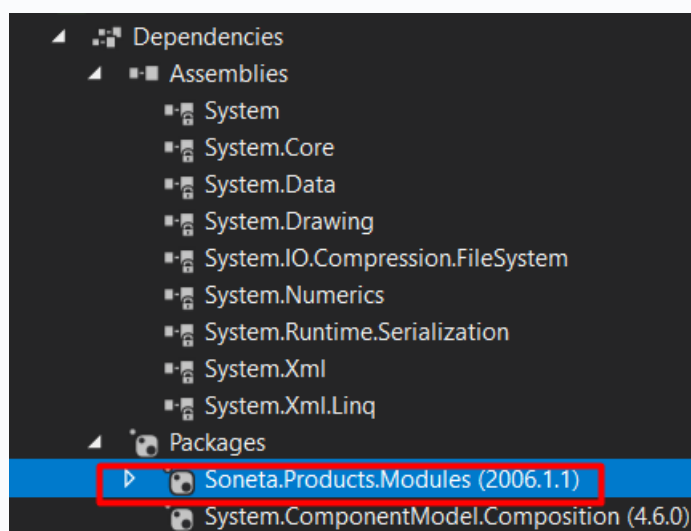 Dependencies
Assemblies
System
System.Core
System.Data
System.Drawing
System.IO.Compression.FileSystem
System.Numerics
System.Runtime.Serialization
System.Xml
System.Xml.Linq
Packages
Soneta.Products.Modules (2006.1.1)
System.ComponentModel.Composition (4.6.0)